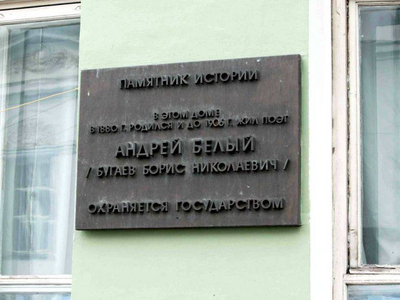 ПАМЯТНИК ИСТОРИИ
В ЭТОМ ДОМЕ
В 1880 Г. РОДИЛСЯ И ДО 1906 Г. ЖИЛ ПОЭТ
АНДРЕЙ БЕЛЫЙ
/ БУГАЕВ БОРИС НИКОЛАЕВИЧ /
ОХРАНЯЕТСЯ ГОСУДАРСТВОМ